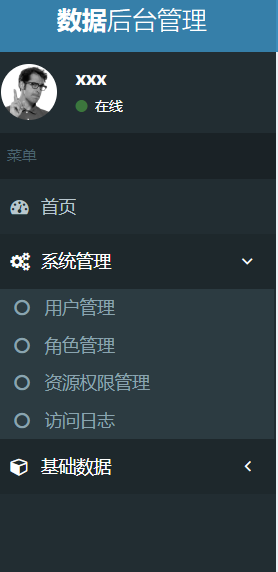 数据后台管理
xxx
在线
菜单
首页
系统管理
用户管理
角色管理
资源权限管理
访问日志
基础数据